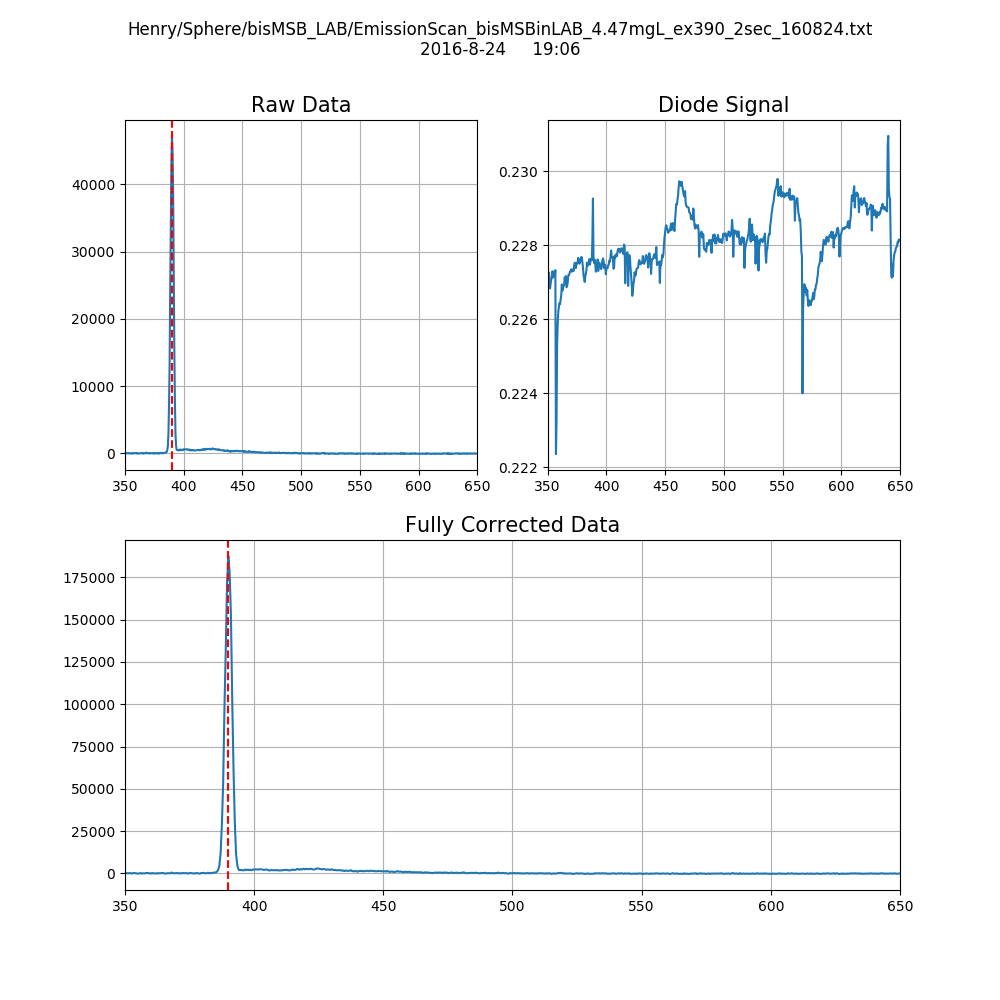 Henry/Sphere/bisMSB_LAB/EmissionScan_bisMSBinLAB_4.47mgL_ex390_2sec_160824.txt
2016-8-24 19:06
Raw Data
40000
30000
20000
10000
0
350 400 450 500 550 600 650
Diode Signal
0.230
0.228
0.226
0.224
0.222
350 400 450 500 550 600 650
Fully Corrected Data
175000
150000
125000
100000
75000
50000
25000
0
350 400 450 500 550 600 650